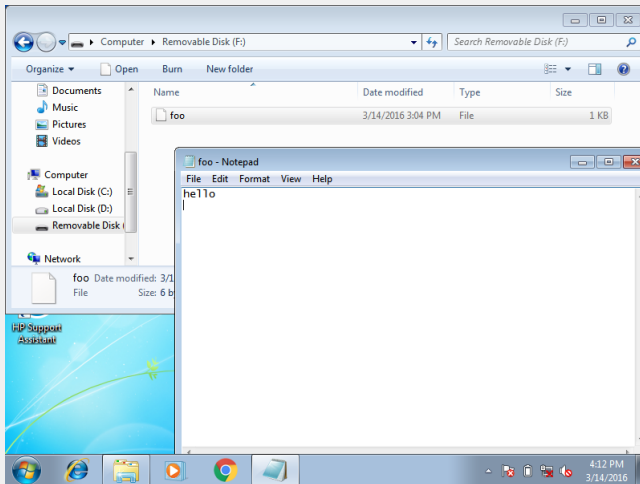 Computer ▸ Removable Disk (F:)
Search Removable Disk (F:)
Organize
Open
Burn
New folder
Name
Date modified
Type
Size
foo
3/14/2016 3:04 PM
File
1 KB
Documents
Music
Pictures
Videos
Computer
Local Disk (C:)
Local Disk (D:)
Removable Disk (
Network
foo Date modified: 3/1
File Size: 6 b
foo - Notepad
File Edit Format View Help
hello
HP Support
Assistant
4:12 PM
3/14/2016